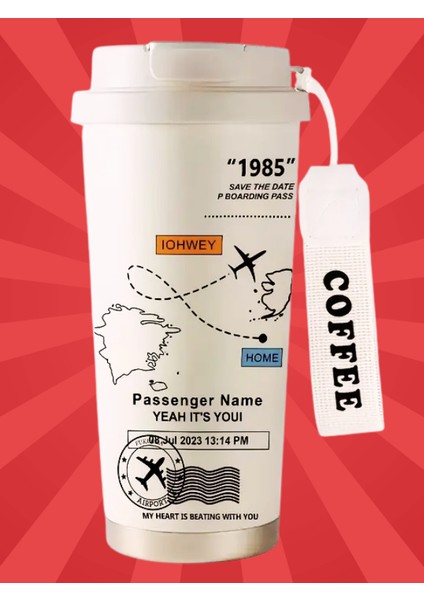 “1985”
SAVE THE DATE
P BOARDING PASS
IOHWEY
HOME
COFFEE
Passenger Name
YEAH IT'S YOUI
08 Jul 2023 13:14 PM
AIRPORT
MY HEART IS BEATING WITH YOU